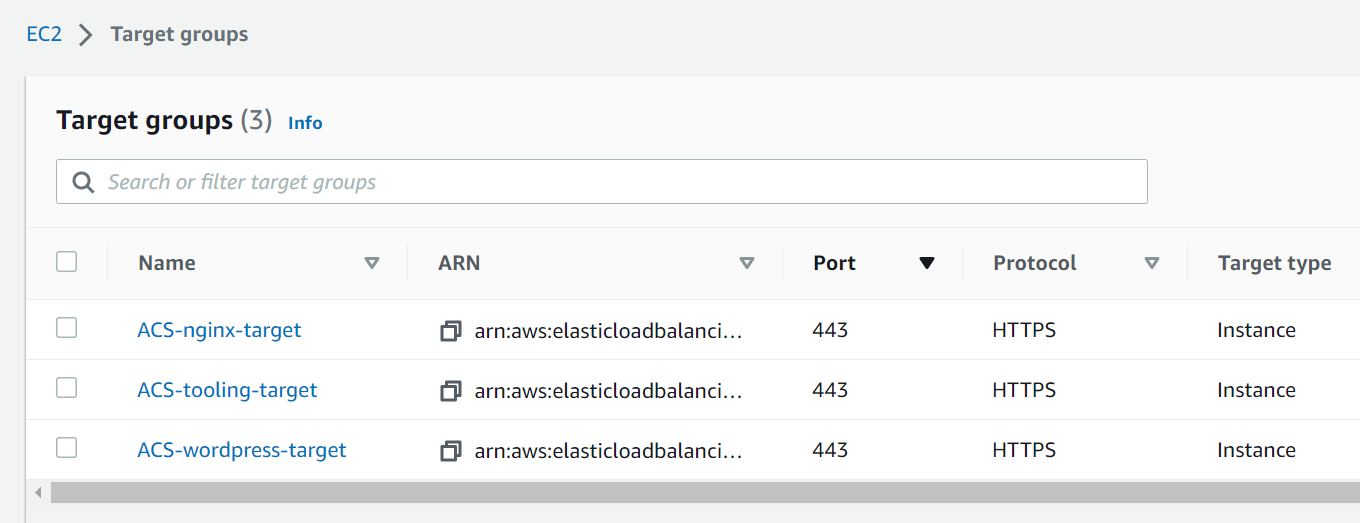 EC2 Target groups
Target groups (3) Info
Search or filter target groups
Name ARN Port Protocol Target type
ACS-nginx-target arn:aws:elasticloadbalanci... 443 HTTPS Instance
ACS-tooling-target arn:aws:elasticloadbalanci... 443 HTTPS Instance
ACS-wordpress-target arn:aws:elasticloadbalanci... 443 HTTPS Instance